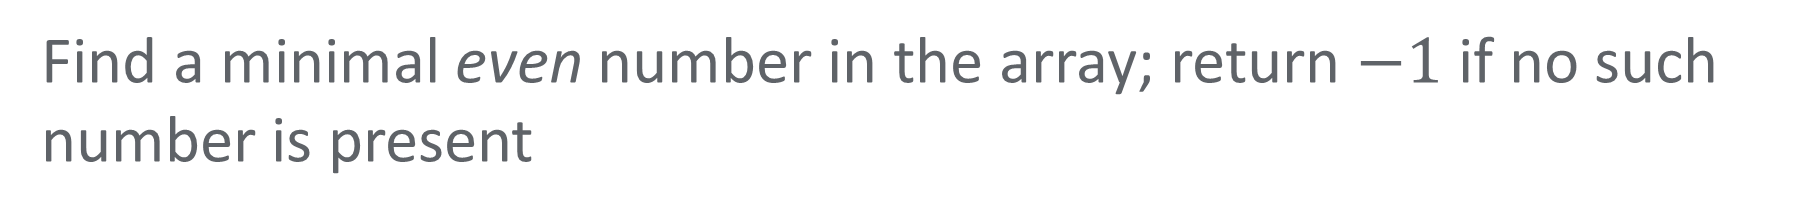 Find a minimal even number in the array; return −1 if no such
number is present